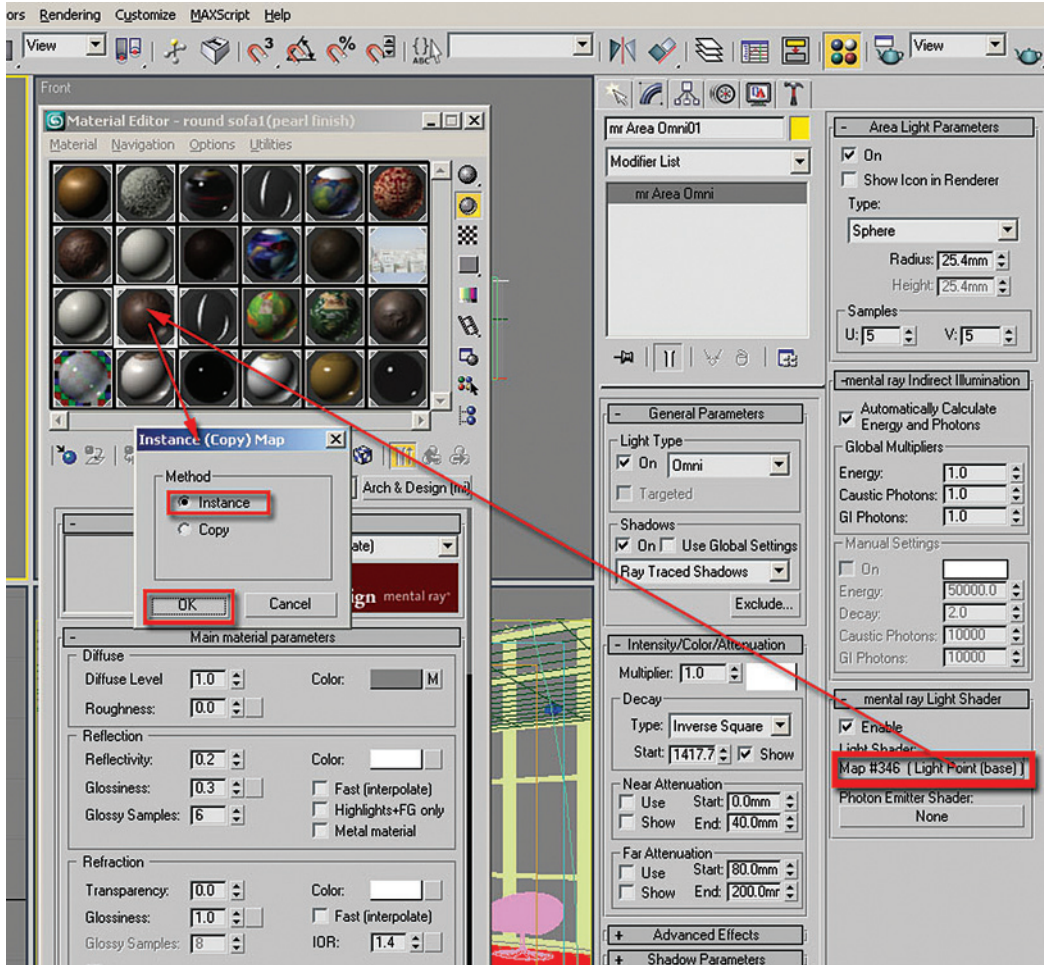 ors Rendering Customize MAXScript Help
View
3
%
ABC
View
Front
Material Editor - round sofa1(pearl finish)
Material Navigation Options Utilities
Instance (Copy) Map
Method
Instance
Copy
OK Cancel
Arch & Design (mi)
ate)
ign mental ray
Main material parameters
Diffuse
Diffuse Level 1.0 Color: M
Roughness: 0.0
Reflection
Reflectivity: 0.2 Color:
Glossiness: 0.3 Fast (interpolate)
Glossy Samples: 6 Highlights+FG only
Metal material
Refraction
Transparency: 0.0 Color:
Glossiness: 1.0 Fast (interpolate)
Glossy Samples: 8 IOR: 1.4
mr Area Omni01
Modifier List
mr Area Omni
- General Parameters
Light Type
On Omni
Targeted
Shadows
On Use Global Settings
Ray Traced Shadows
Exclude...
- Intensity/Color/Attenuation
Multiplier: 1.0
Decay
Type: Inverse Square
Start: 1417.7 Show
Near Attenuation
Use Start: 0.0mm
Show End: 40.0mm
Far Attenuation
Use Start: 80.0mm
Show End: 200.0mr
+ Advanced Effects
+ Shadow Parameters
- Area Light Parameters
On
Show Icon in Renderer
Type:
Sphere
Radius: 25.4mm
Height: 25.4mm
Samples
U: 5 V: 5
-mental ray Indirect Illumination
Automatically Calculate
Energy and Photons
Global Multipliers
Energy: 1.0
Caustic Photons: 1.0
GI Photons: 1.0
Manual Settings
On
Energy: 50000.0
Decay: 2.0
Caustic Photons: 10000
GI Photons: 10000
- mental ray Light Shader
Enable
Light Shader:
Map #346 ( Light Point (base) )
Photon Emitter Shader:
None